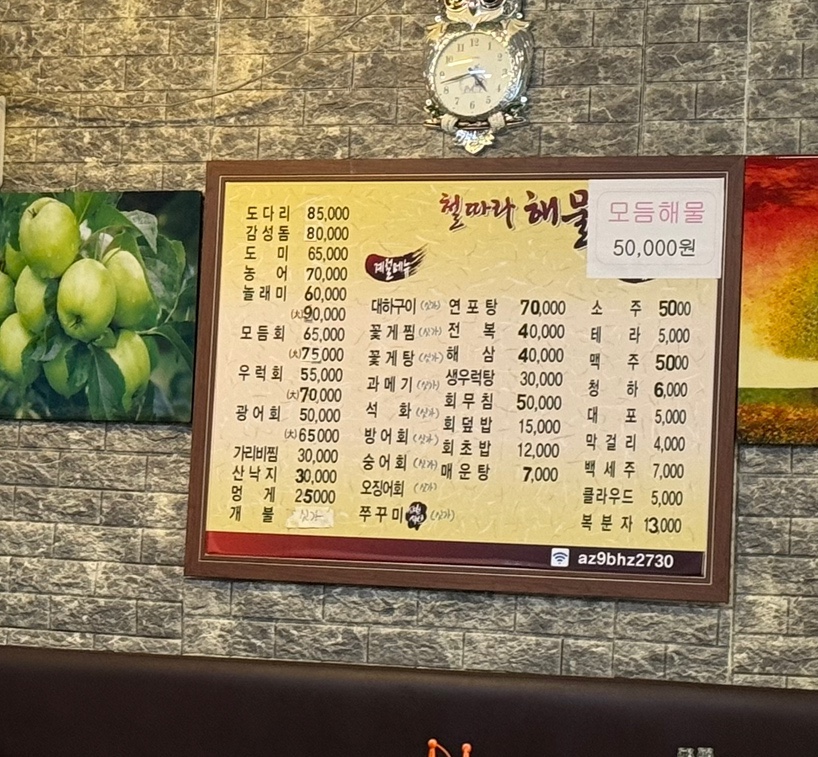 철따라 해물
모듬해물
50,000원
도다리 85,000
감성돔 80,000
도미 65,000
농어 70,000
놀래미 60,000
(大)90,000
모듬회 65,000
(大)75,000
우럭회 55,000
(大)70,000
광어회 50,000
(大)65000
가리비찜 30,000
산낙지 30,000
멍게 25000
개불 싯가
계절메뉴
대하구이 (싯가)
꽃게찜 (싯가)
꽃게탕 (싯가)
과메기 (싯가)
석화 (싯가)
방어회 (싯가)
숭어회 (싯가)
오징어회 (싯가)
쭈꾸미 (싯가)
연포탕 70,000
전복 40,000
해삼 40,000
생우럭탕 30,000
회무침 50,000
회덮밥 15,000
회초밥 12,000
매운탕 7,000
소주 5000
테라 5,000
맥주 5000
청하 6,000
대포 5,000
막걸리 4,000
백세주 7,000
클라우드 5,000
복분자 13,000
az9bhz2730